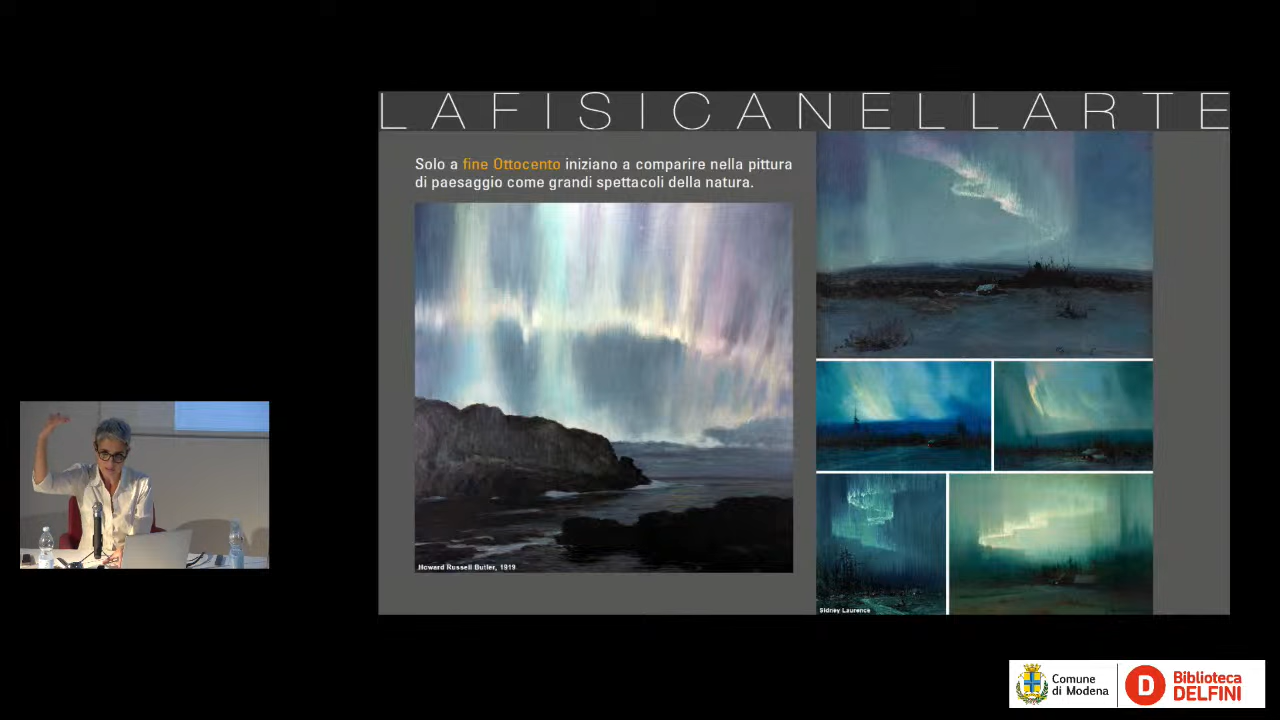 LAFISICANELLARTE
Solo a fine Ottocento iniziano a comparire nella pittura
di paesaggio come grandi spettacoli della natura.
Howard Russell Butler, 1919
Sidney Laurence
Comune
di Modena
D
Biblioteca
DELFINI